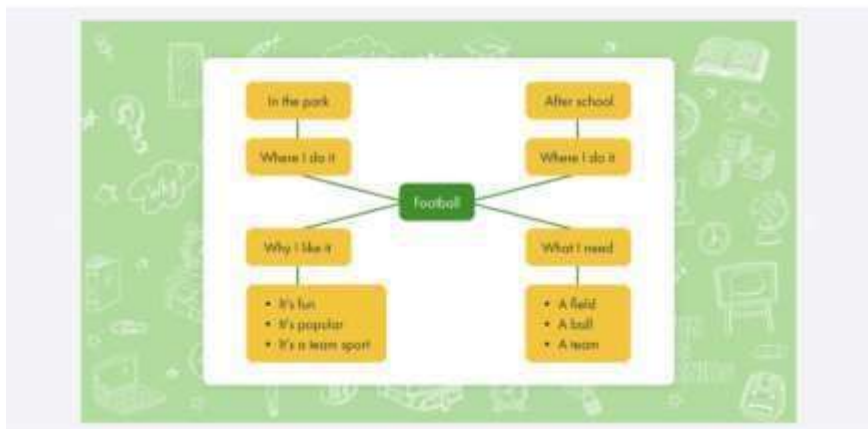 In the park
After school
Where I do it
Where I do it
Football
Why I like it
What I need
• It's fun
• It's popular
• It's a team sport
• A field
• A ball
• A team